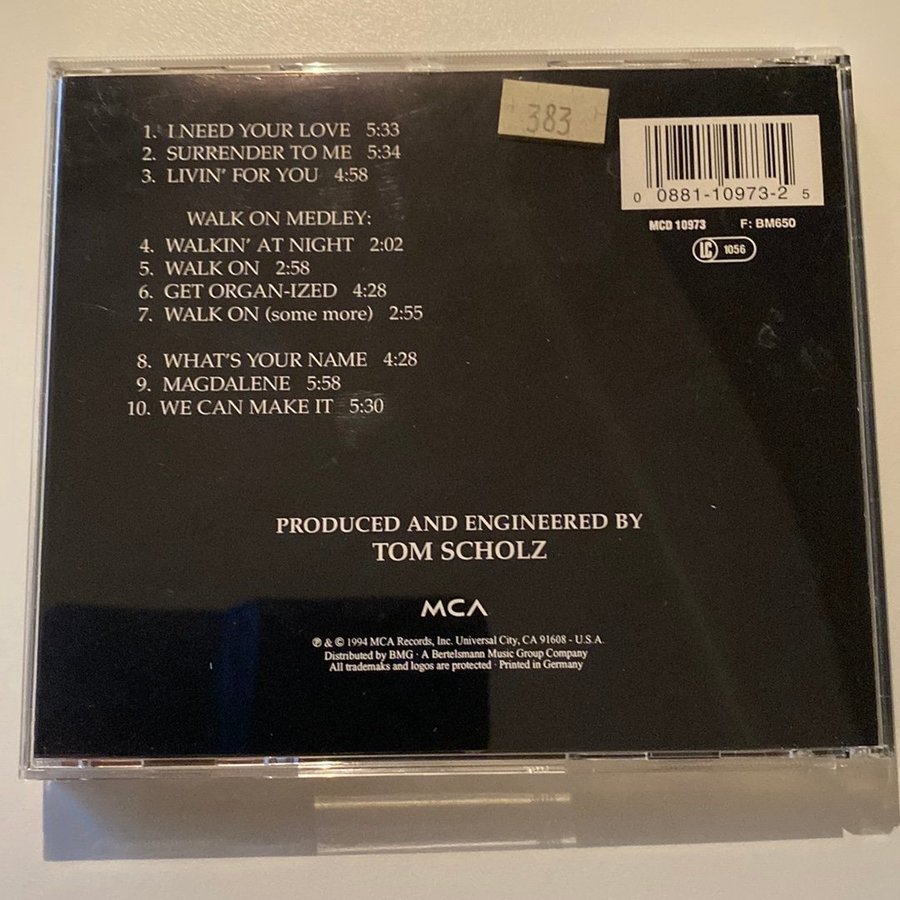 383
1. I NEED YOUR LOVE 5:33
2. SURRENDER TO ME 5:34
3. LIVIN' FOR YOU 4:58
WALK ON MEDLEY:
4. WALKIN' AT NIGHT 2:02
5. WALK ON 2:58
6. GET ORGAN-IZED 4:28
7. WALK ON (some more) 2:55
8. WHAT'S YOUR NAME 4:28
9. MAGDALENE 5:58
10. WE CAN MAKE IT 5:30
0 0881-10973-2 5
MCD 10973 F: BM650
LC 1056
PRODUCED AND ENGINEERED BY
TOM SCHOLZ
MCA
℗ & © 1994 MCA Records, Inc. Universal City, CA 91608 - U.S.A.
Distributed by BMG · A Bertelsmann Music Group Company
All trademaks and logos are protected · Printed in Germany